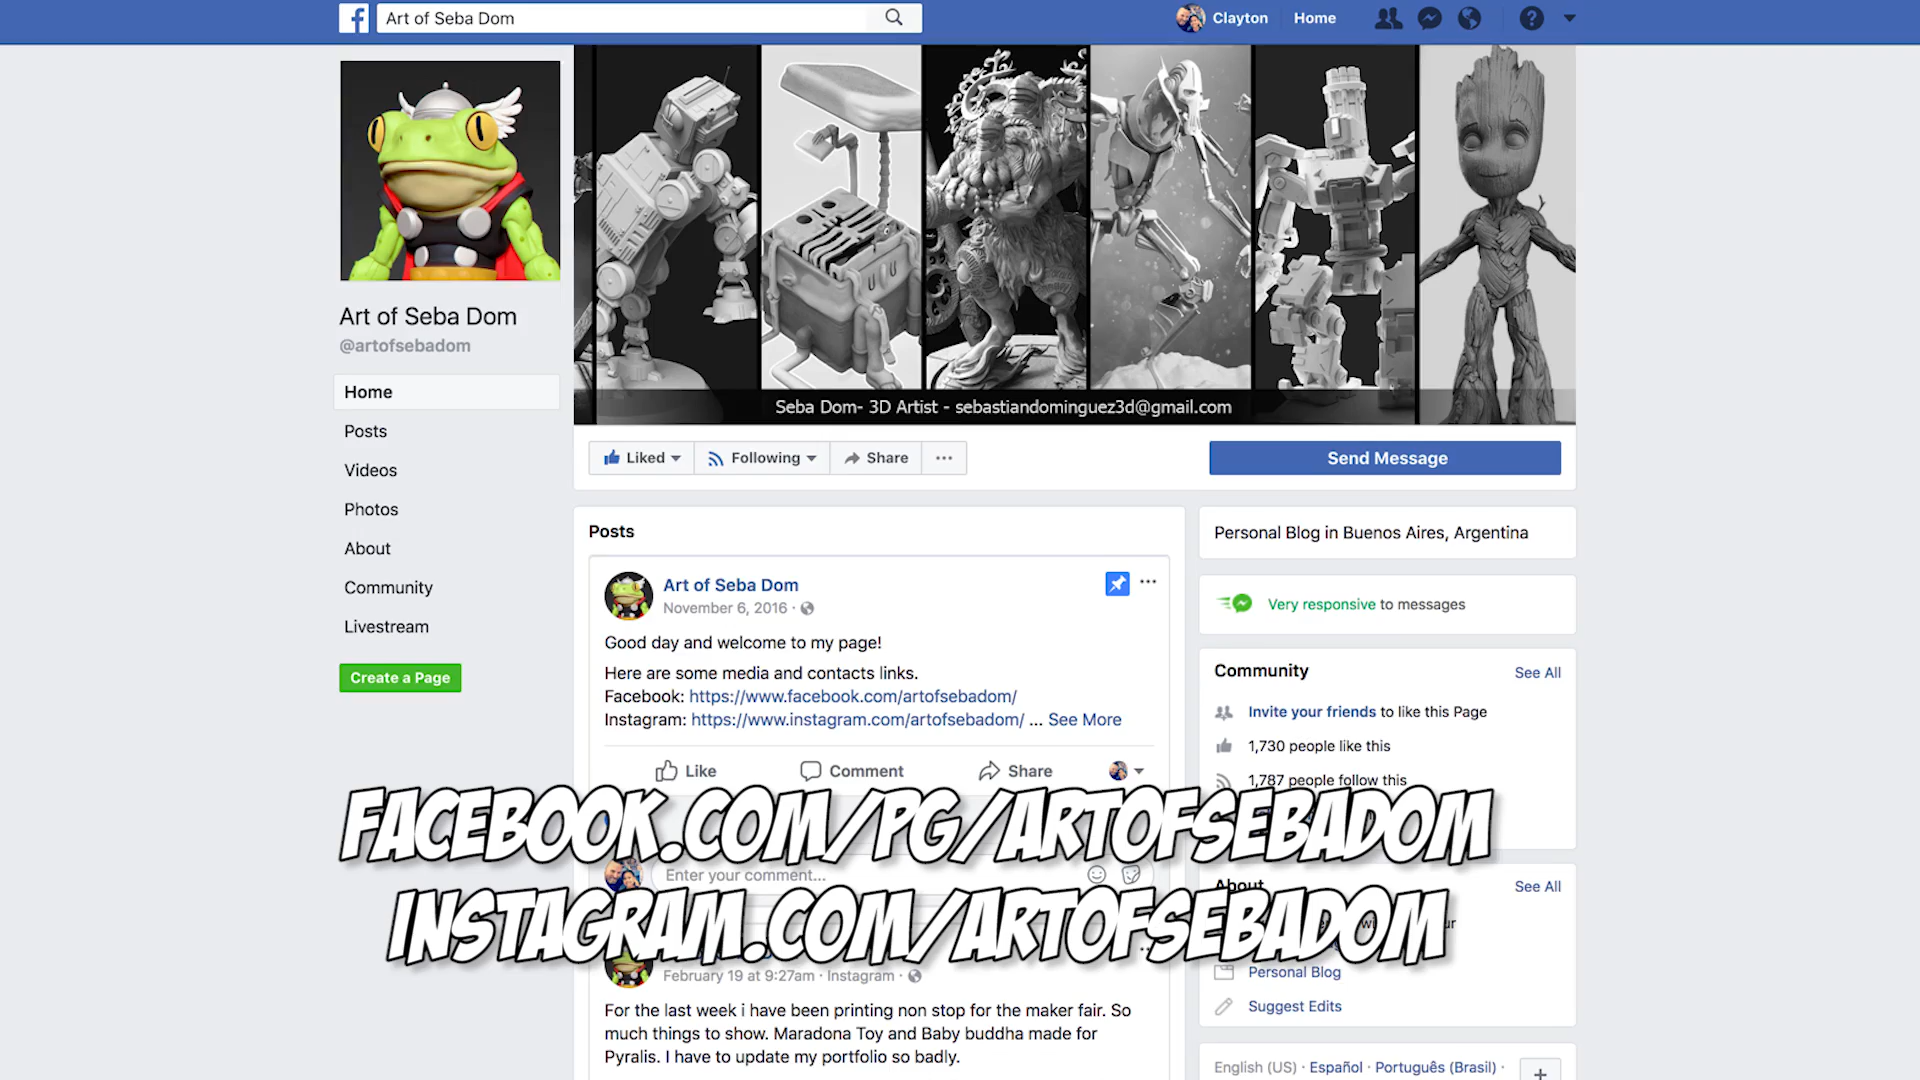 Art of Seba Dom
Clayton
Home
Art of Seba Dom
@artofsebadom
Home
Posts
Videos
Photos
About
Community
Livestream
Create a Page
Seba Dom- 3D Artist - sebastiandominguez3d@gmail.com
Liked
Following
Share
Send Message
Posts
Art of Seba Dom
November 6, 2016 ·
Good day and welcome to my page!
Here are some media and contacts links.
Facebook: https://www.facebook.com/artofsebadom/
Instagram: https://www.instagram.com/artofsebadom/ ... See More
Like
Comment
Share
Enter your comment...
February 19 at 9:27am · Instagram ·
For the last week i have been printing non stop for the maker fair. So
much things to show. Maradona Toy and Baby buddha made for
Pyralis. I have to update my portfolio so badly.
Personal Blog in Buenos Aires, Argentina
Very responsive to messages
Community
See All
Invite your friends to like this Page
1,730 people like this
1,787 people follow this
About
See All
Personal Blog
Suggest Edits
English (US) · Español · Português (Brasil) ·
FACEBOOK.COM/PG/ARTOFSEBADOM
INSTAGRAM.COM/ARTOFSEBADOM